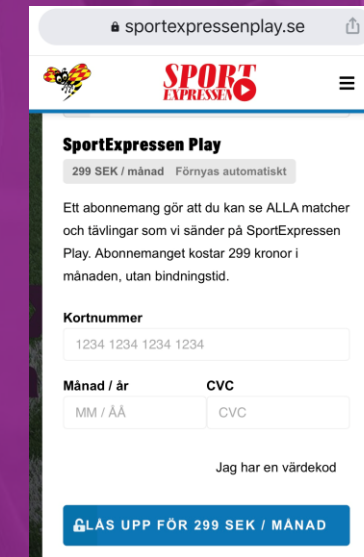 sportexpressenplay.se
SPORT
EXPRESSEN
SportExpressen Play
299 SEK / månad Förnyas automatiskt
Ett abonnemang gör att du kan se ALLA matcher
och tävlingar som vi sänder på SportExpressen
Play. Abonnemanget kostar 299 kronor i
månaden, utan bindningstid.
Kortnummer
1234 1234 1234 1234
Månad / år CVC
MM / ÅÅ CVC
Jag har en värdekod
LÅS UPP FÖR 299 SEK / MÅNAD